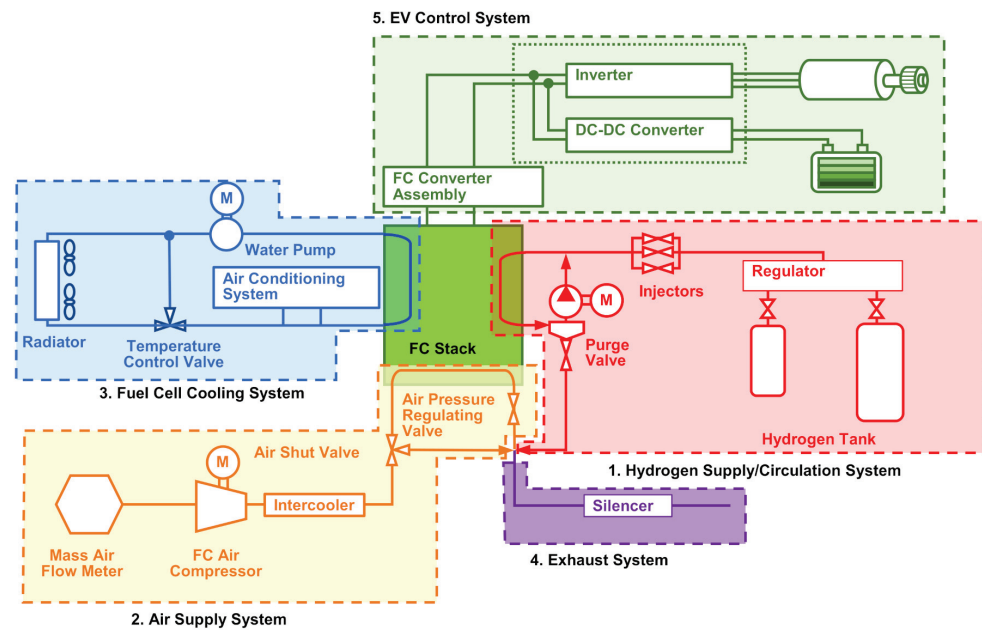 5. EV Control System
Inverter
DC-DC Converter
FC Converter
Assembly
M
Water Pump
Air Conditioning
System
Radiator
Temperature
Control Valve
3. Fuel Cell Cooling System
FC Stack
Injectors
Regulator
M
Purge
Valve
Hydrogen Tank
1. Hydrogen Supply/Circulation System
Air Pressure
Regulating
Valve
Air Shut Valve
M
Intercooler
Mass Air
Flow Meter
FC Air
Compressor
2. Air Supply System
Silencer
4. Exhaust System